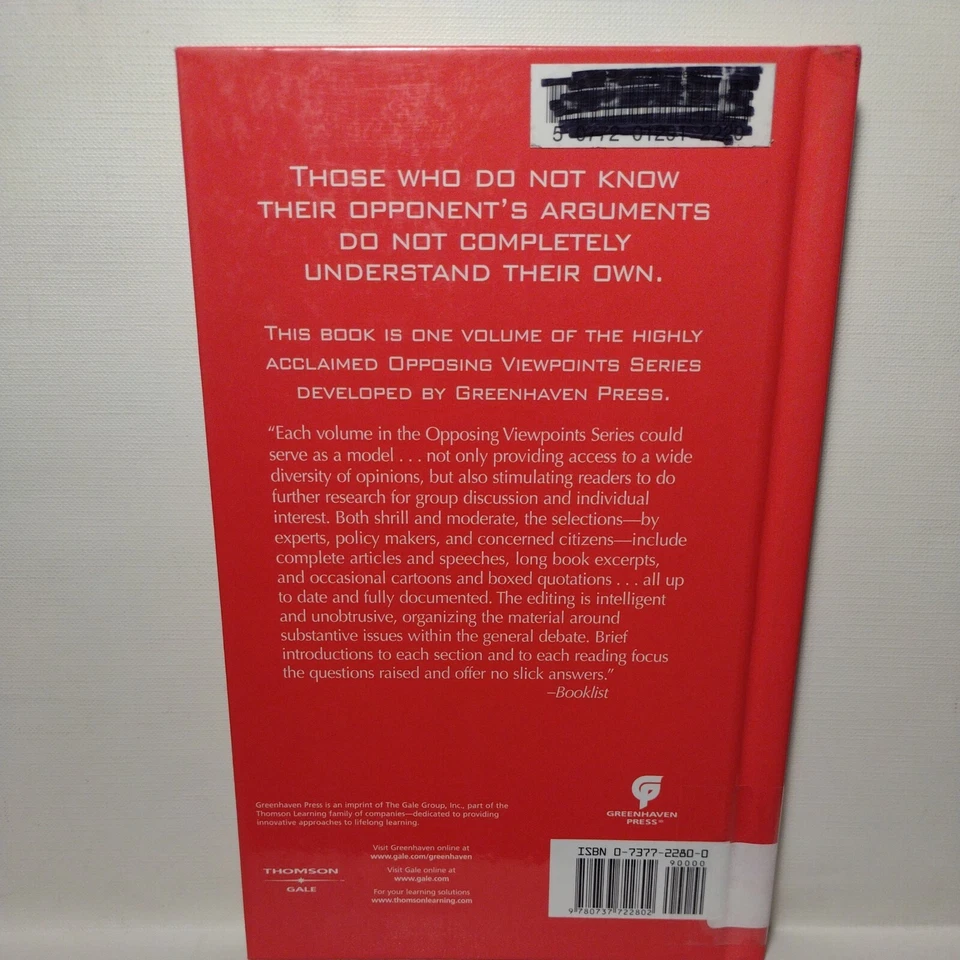 THOSE WHO DO NOT KNOW
THEIR OPPONENT'S ARGUMENTS
DO NOT COMPLETELY
UNDERSTAND THEIR OWN.
THIS BOOK IS ONE VOLUME OF THE HIGHLY
ACCLAIMED OPPOSING VIEWPOINTS SERIES
DEVELOPED BY GREENHAVEN PRESS.
“Each volume in the Opposing Viewpoints Series could
serve as a model . . . not only providing access to a wide
diversity of opinions, but also stimulating readers to do
further research for group discussion and individual
interest. Both shrill and moderate, the selections—by
experts, policy makers, and concerned citizens—include
complete articles and speeches, long book excerpts,
and occasional cartoons and boxed quotations . . . all up
to date and fully documented. The editing is intelligent
and unobtrusive, organizing the material around
substantive issues within the general debate. Brief
introductions to each section and to each reading focus
the questions raised and offer no slick answers.”
–Booklist
Greenhaven Press is an imprint of The Gale Group, Inc., part of the
Thomson Learning family of companies—dedicated to providing
innovative approaches to lifelong learning.
Visit Greenhaven online at
www.gale.com/greenhaven
Visit Gale online at
www.gale.com
For your learning solutions
www.thomsonlearning.com
THOMSON
GALE
GREENHAVEN
PRESS™
ISBN 0-7377-2280-0
90000
9 780737 722802